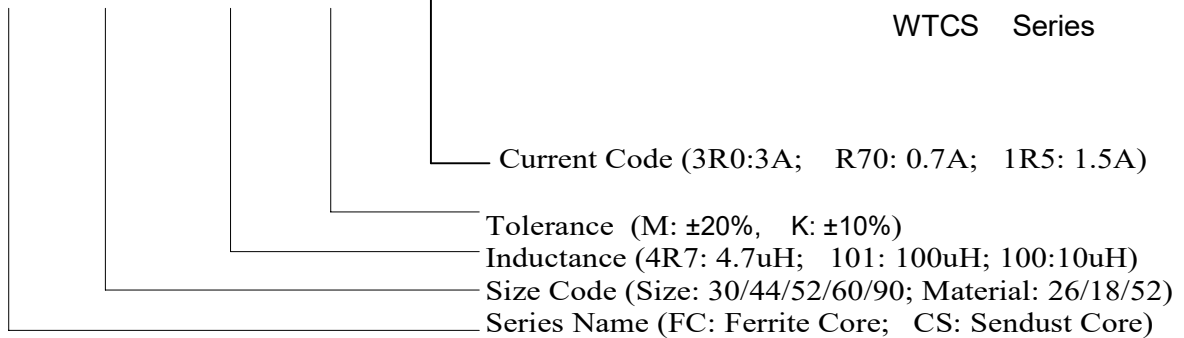 WTCS Series
Current Code (3R0:3A; R70: 0.7A; 1R5: 1.5A)
Tolerance (M: ±20%, K: ±10%)
Inductance (4R7: 4.7uH; 101: 100uH; 100:10uH)
Size Code (Size: 30/44/52/60/90; Material: 26/18/52)
Series Name (FC: Ferrite Core; CS: Sendust Core)